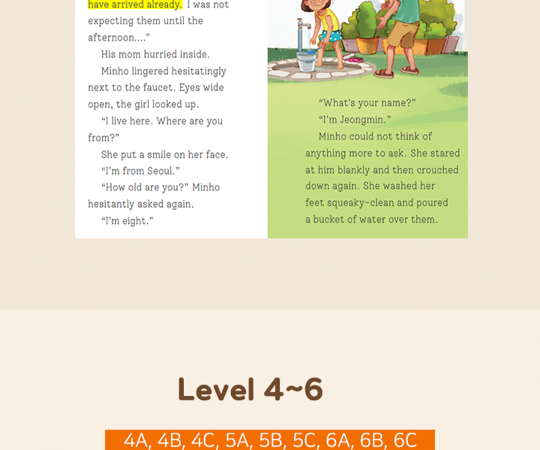 have arrived already. I was not
expecting them until the
afternoon...."
His mom hurried inside.
Minho lingered hesitatingly
next to the faucet. Eyes wide
open, the girl looked up.
"I live here. Where are you
from?"
She put a smile on her face.
"I'm from Seoul."
"How old are you?" Minho
hesitantly asked again.
"I'm eight."
"What's your name?"
"I'm Jeongmin."
Minho could not think of
anything more to ask. She stared
at him blankly and then crouched
down again. She washed her
feet squeaky-clean and poured
a bucket of water over them.
Level 4~6
4A, 4B, 4C, 5A, 5B, 5C, 6A, 6B, 6C